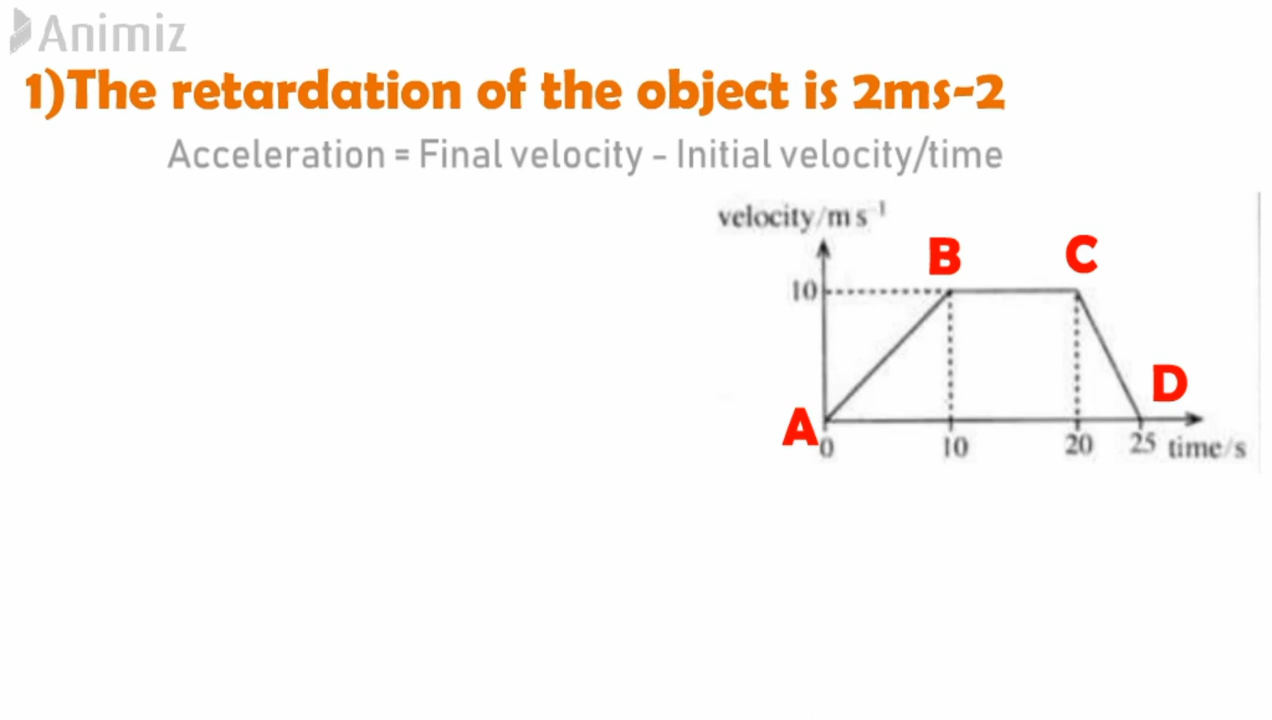 Animiz
1)The retardation of the object is 2ms-2
Acceleration = Final velocity - Initial velocity/time
velocity/m s⁻¹
B
C
10
D
A
0
10
20
25
time/s